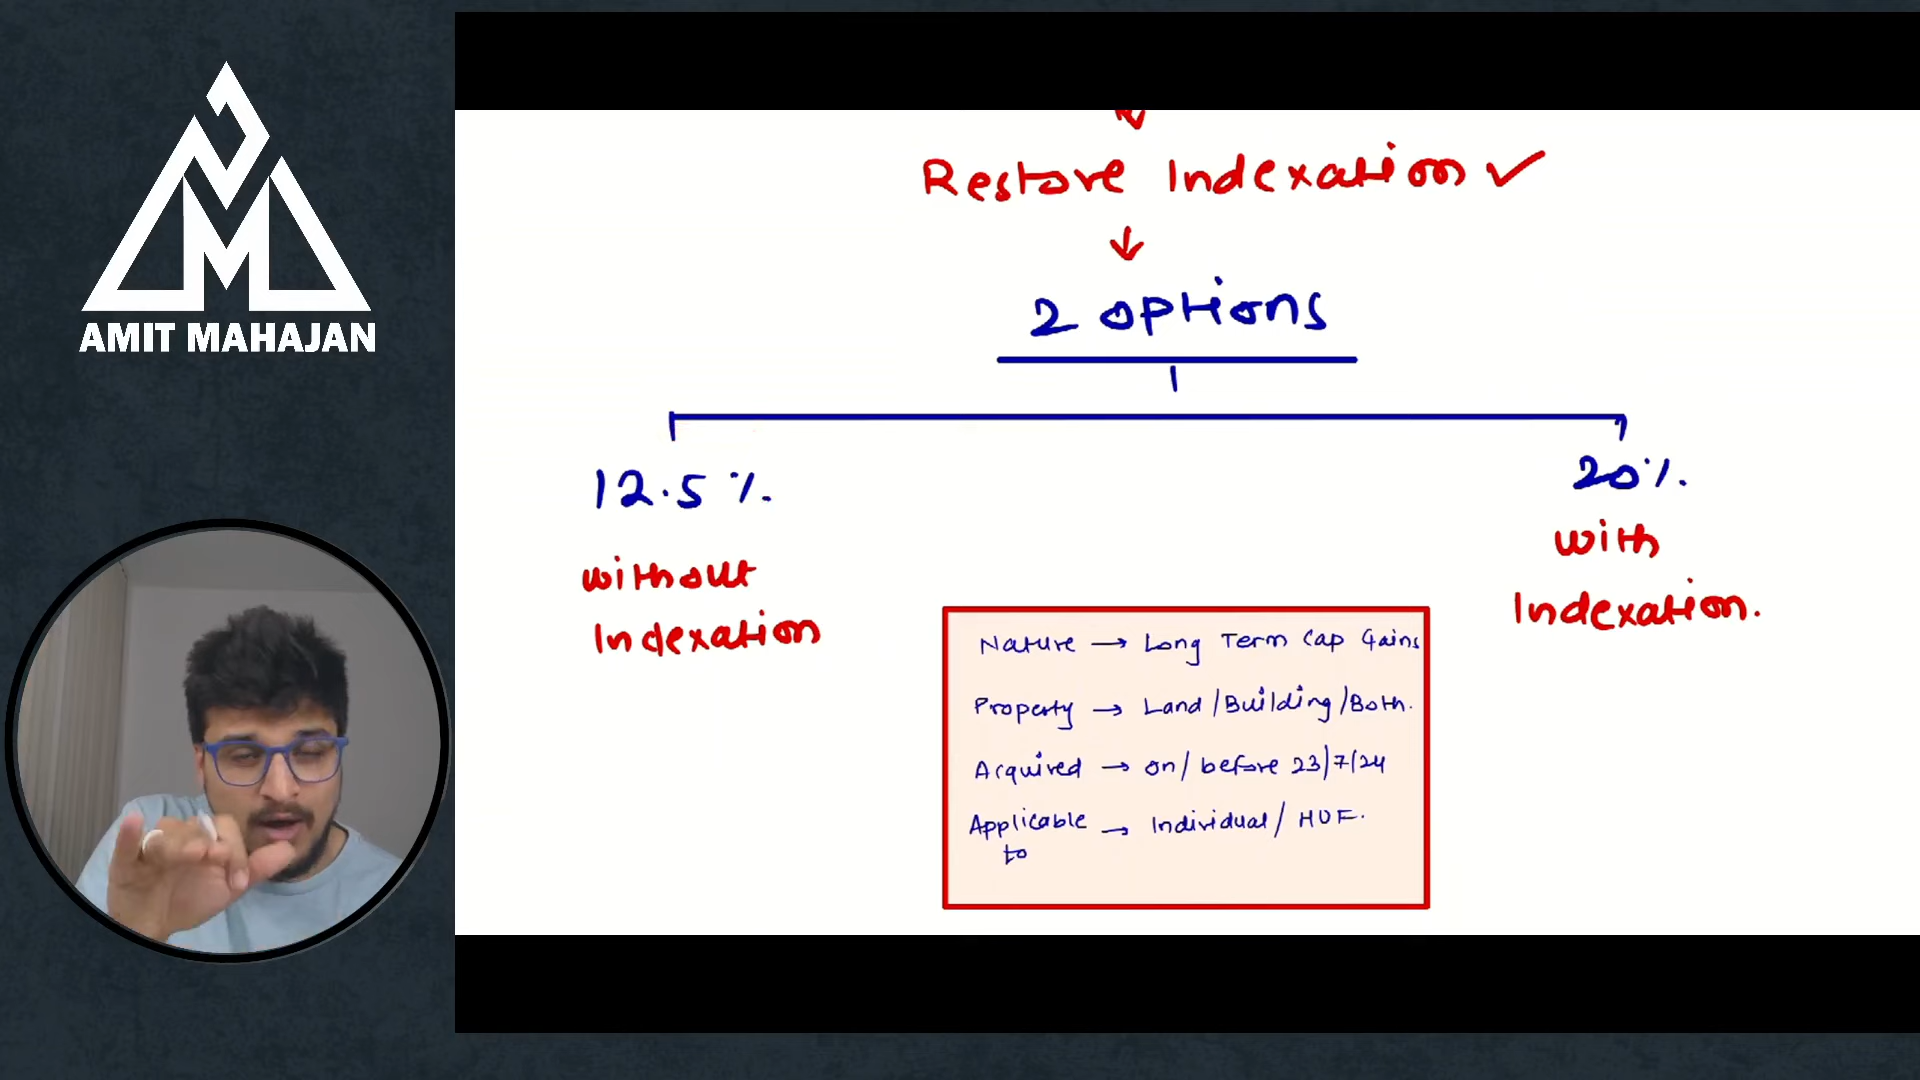 AMIT MAHAJAN
Restore Indexation
2 options
12.5 %.
without
Indexation
20%.
with
Indexation.
Nature → Long Term Cap Gains
Property → Land/Building/Both.
Acquired → on/before 23/7/24
Applicable to → Individual/HUF.